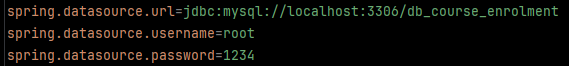 spring.datasource.url=jdbc:mysql://localhost:3306/db_course_enrolment
spring.datasource.username=root
spring.datasource.password=1234